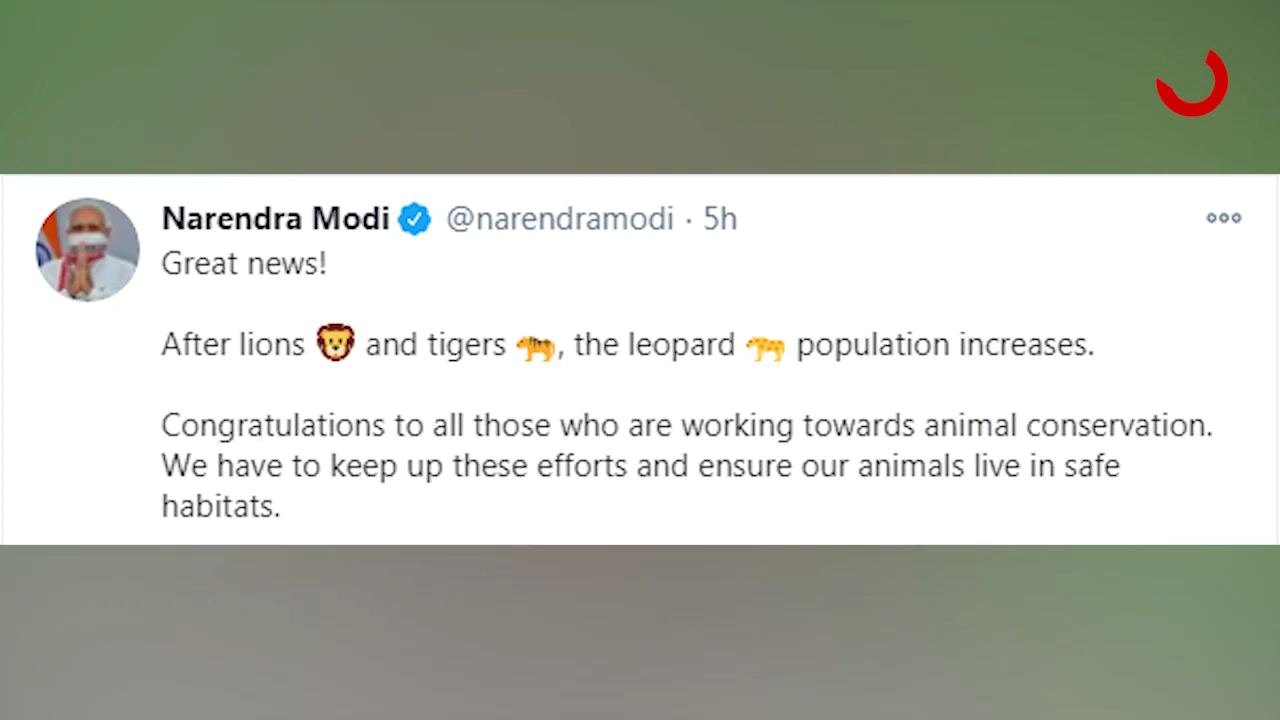 Narendra Modi @narendramodi · 5h
Great news!
After lions 🦁 and tigers 🐅, the leopard 🐆 population increases.
Congratulations to all those who are working towards animal conservation.
We have to keep up these efforts and ensure our animals live in safe
habitats.